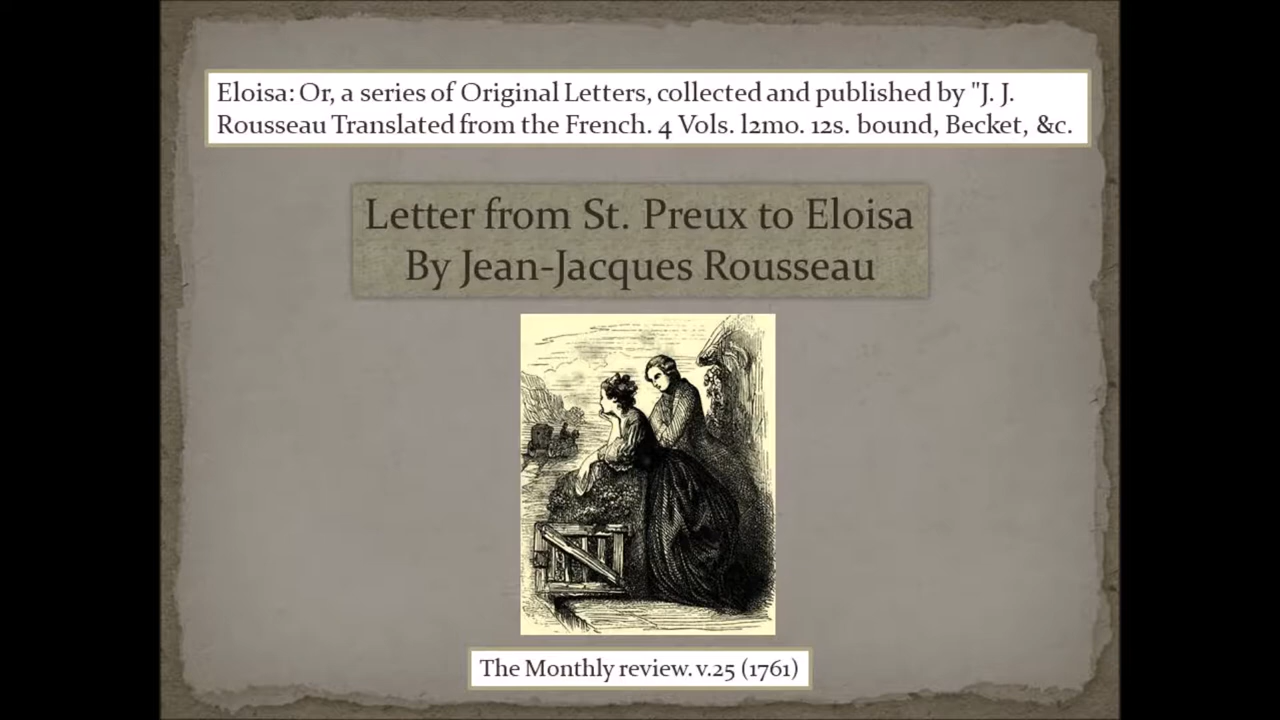 Eloisa: Or, a series of Original Letters, collected and published by "J. J.
Rousseau Translated from the French. 4 Vols. l2mo. 12s. bound, Becket, &c.
Letter from St. Preux to Eloisa
By Jean-Jacques Rousseau
The Monthly review. v.25 (1761)